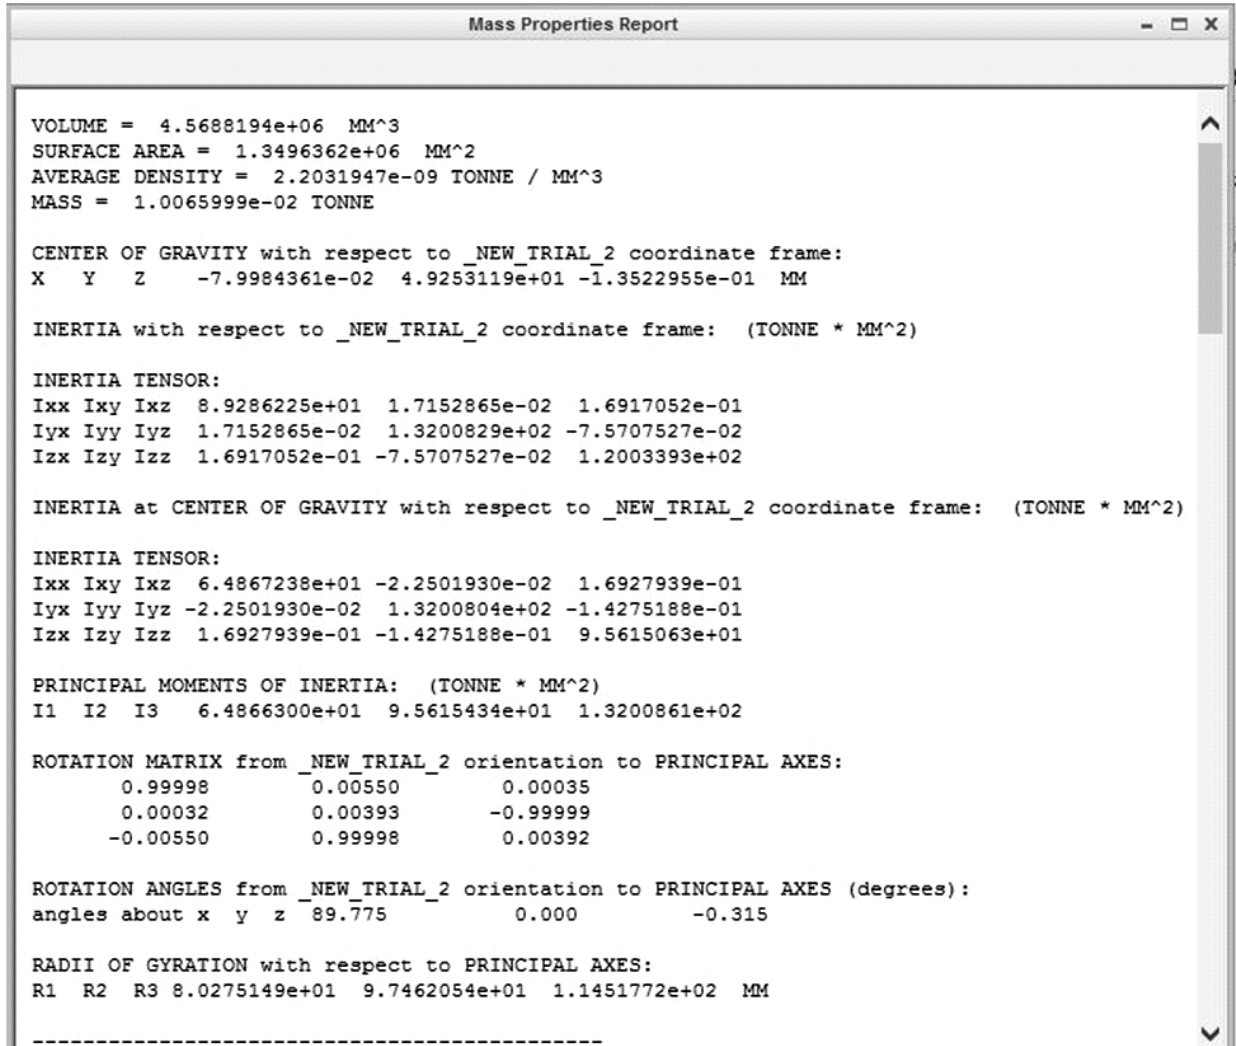 Mass Properties Report
VOLUME =  4.5688194e+06  MM^3
SURFACE AREA =  1.3496362e+06  MM^2
AVERAGE DENSITY =  2.2031947e-09 TONNE / MM^3
MASS =  1.0065999e-02 TONNE
CENTER OF GRAVITY with respect to _NEW_TRIAL_2 coordinate frame:
X   Y   Z    -7.9984361e-02  4.9253119e+01 -1.3522955e-01  MM
INERTIA with respect to _NEW_TRIAL_2 coordinate frame:  (TONNE * MM^2)
INERTIA TENSOR:
Ixx Ixy Ixz  8.9286225e+01  1.7152865e-02  1.6917052e-01
Iyx Iyy Iyz  1.7152865e-02  1.3200829e+02 -7.5707527e-02
Izx Izy Izz  1.6917052e-01 -7.5707527e-02  1.2003393e+02
INERTIA at CENTER OF GRAVITY with respect to _NEW_TRIAL_2 coordinate frame:  (TONNE * MM^2)
INERTIA TENSOR:
Ixx Ixy Ixz  6.4867238e+01 -2.2501930e-02  1.6927939e-01
Iyx Iyy Iyz -2.2501930e-02  1.3200804e+02 -1.4275188e-01
Izx Izy Izz  1.6927939e-01 -1.4275188e-01  9.5615063e+01
PRINCIPAL MOMENTS OF INERTIA:  (TONNE * MM^2)
I1  I2  I3   6.4866300e+01  9.5615434e+01  1.3200861e+02
ROTATION MATRIX from _NEW_TRIAL_2 orientation to PRINCIPAL AXES:
0.99998        0.00550        0.00035
0.00032        0.00393       -0.99999
-0.00550        0.99998        0.00392
ROTATION ANGLES from _NEW_TRIAL_2 orientation to PRINCIPAL AXES (degrees):
angles about x  y  z  89.775          0.000         -0.315
RADII OF GYRATION with respect to PRINCIPAL AXES:
R1  R2  R3 8.0275149e+01  9.7462054e+01  1.1451772e+02  MM
---------------------------------------------